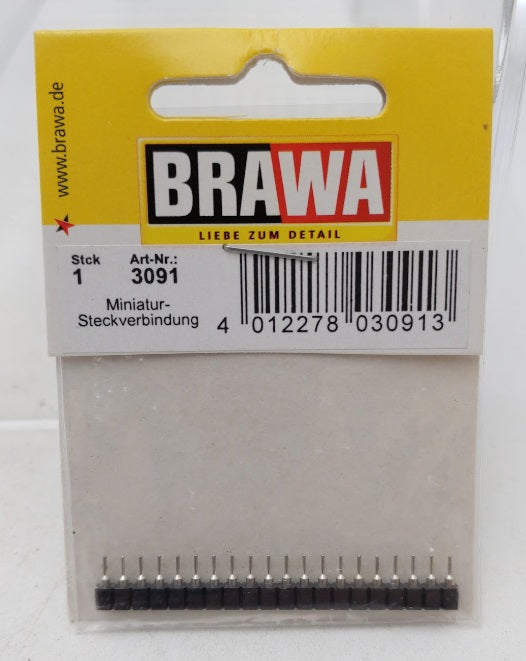 www.brawa.de
BRAWA
LIEBE ZUM DETAIL
Stck Art-Nr.:
1 3091
Miniatur-
Steckverbindung
4 012278 030913